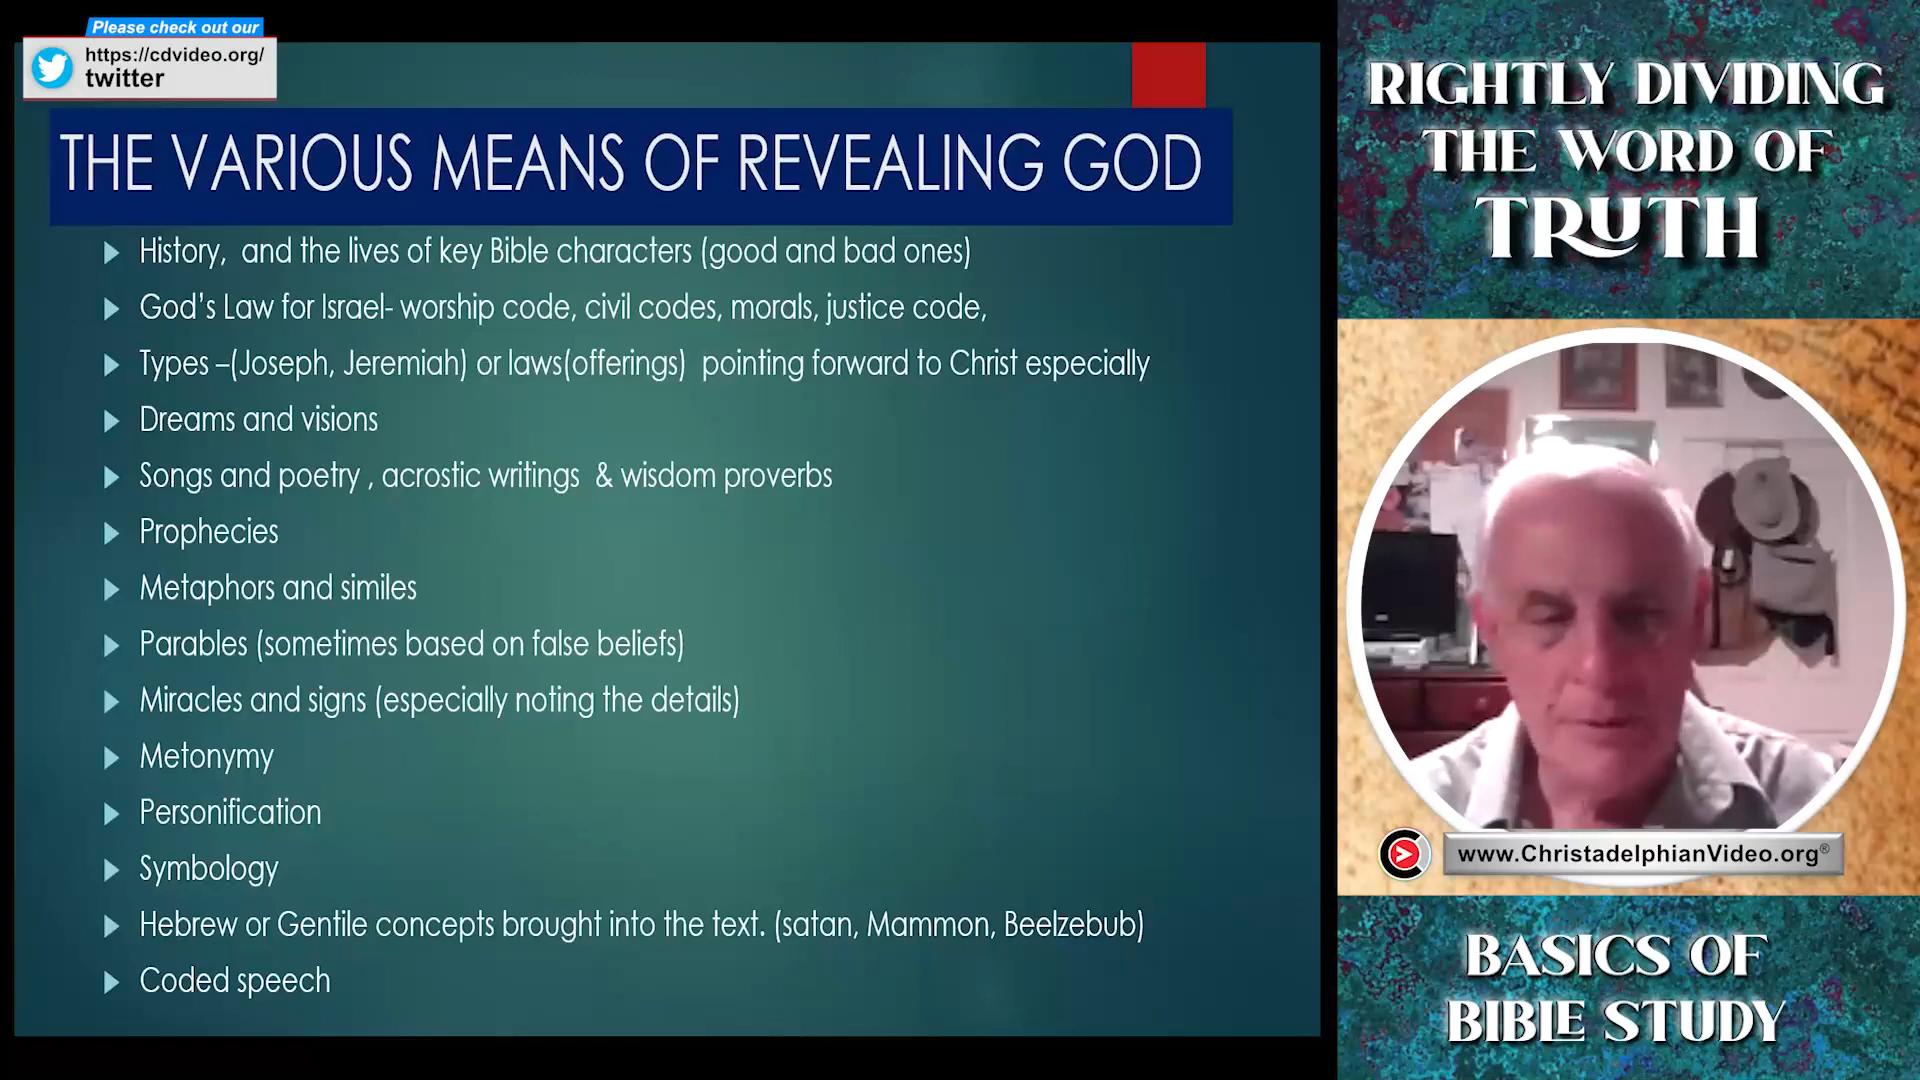 Please check out our
https://cdvideo.org/
twitter
THE VARIOUS MEANS OF REVEALING GOD
History, and the lives of key Bible characters (good and bad ones)
God's Law for Israel- worship code, civil codes, morals, justice code,
Types –(Joseph, Jeremiah) or laws(offerings) pointing forward to Christ especially
Dreams and visions
Songs and poetry , acrostic writings & wisdom proverbs
Prophecies
Metaphors and similes
Parables (sometimes based on false beliefs)
Miracles and signs (especially noting the details)
Metonymy
Personification
Symbology
Hebrew or Gentile concepts brought into the text. (satan, Mammon, Beelzebub)
Coded speech
RIGHTLY DIVIDING
THE WORD OF
TRUTH
www.ChristadelphianVideo.org®
BASICS OF
BIBLE STUDY